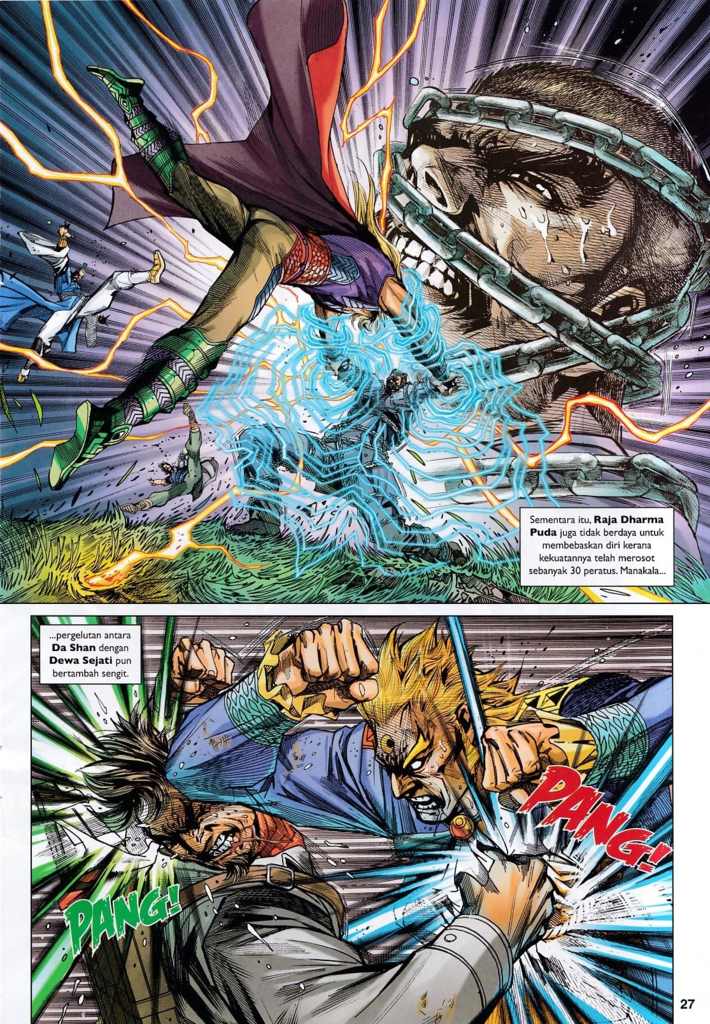 Sementara itu, Raja Dharma
Puda juga tidak berdaya untuk
membebaskan diri kerana
kekuatannya telah merosot
sebanyak 30 peratus. Manakala...
...pergelutan antara
Da Shan dengan
Dewa Sejati pun
bertambah sengit.
PANG!
PANG!
27